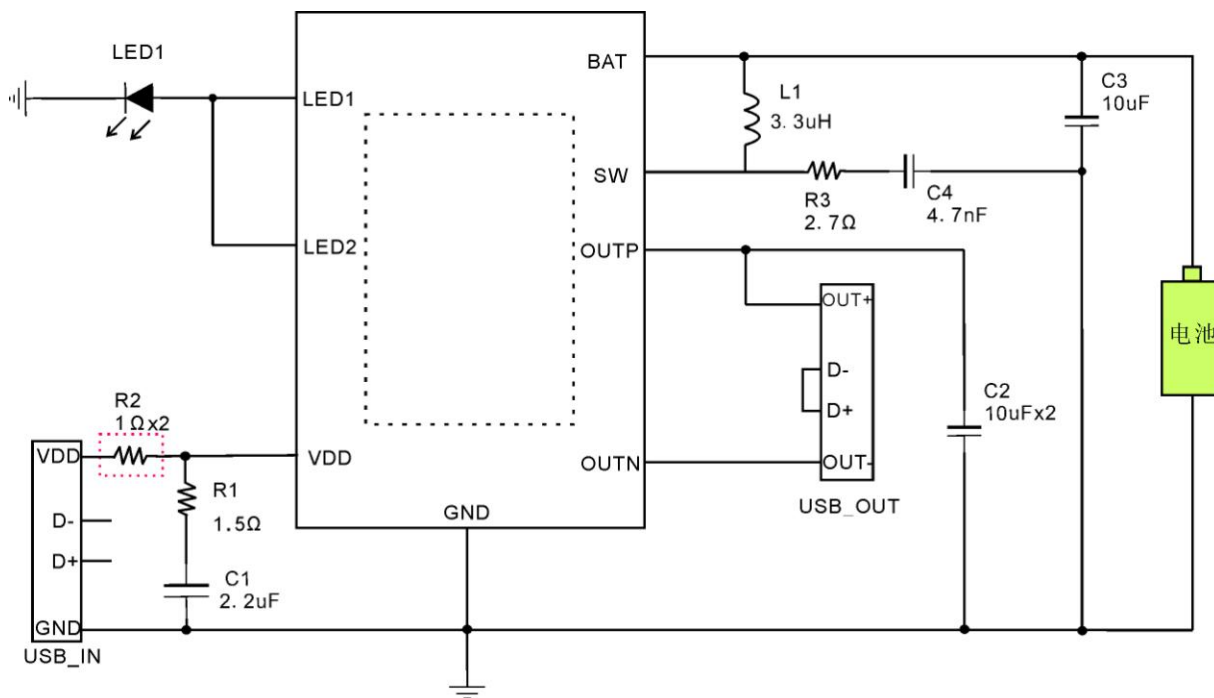 LED1
BAT
C3
10uF
LED1
L1
3.3uH
SW
R3
2.7Ω
C4
4.7nF
LED2
OUTP
OUT+
电池
D-
D+
C2
10uFx2
R2
1Ωx2
VDD
VDD
OUTN
OUT-
R1
1.5Ω
GND
USB_OUT
D-
D+
C1
2.2uF
GND
USB_IN